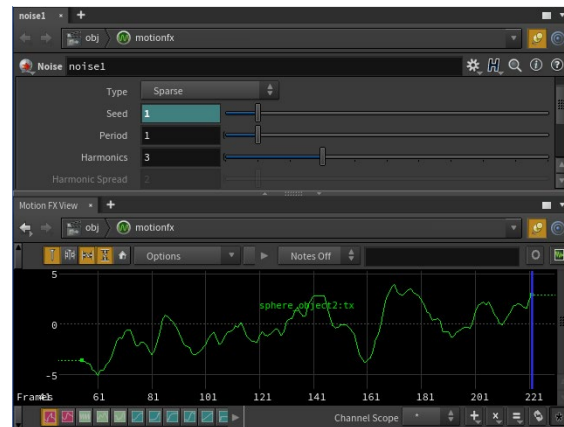 noise1
obj motionfx
Noise noise1
Type Sparse
Seed 1
Period 1
Harmonics 3
Harmonic Spread 2
Motion FX View
obj motionfx
Options Notes Off
5
sphere_object2:tx
0
-5
Frames 61 81 101 121 141 161 181 201 221
Channel Scope *